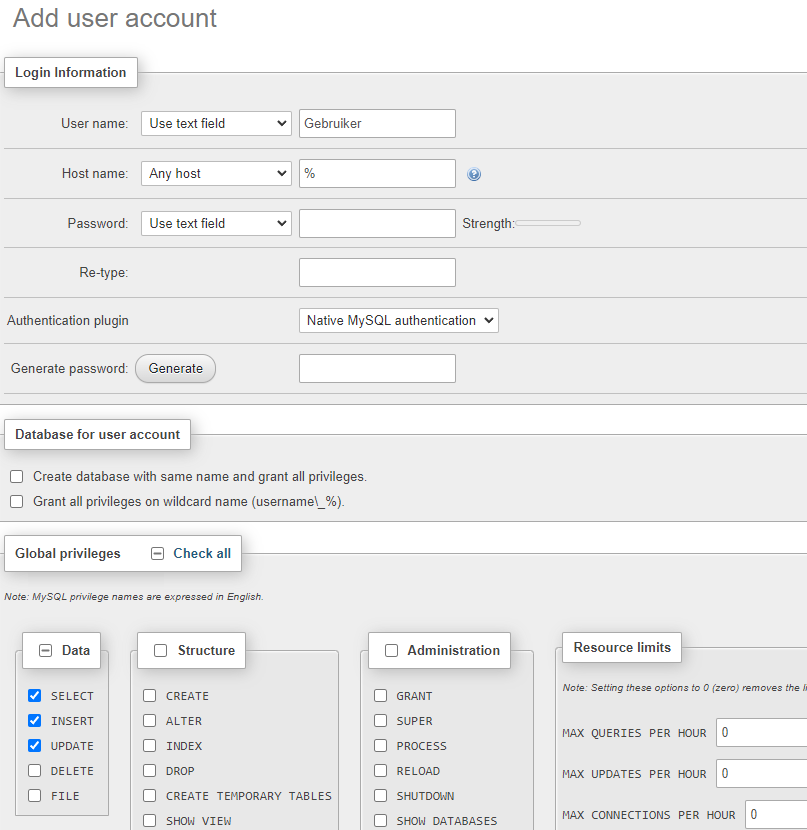 Add user account
Login Information
User name: Use text field Gebruiker
Host name: Any host %
Password: Use text field Strength:
Re-type:
Authentication plugin Native MySQL authentication
Generate password: Generate
Database for user account
Create database with same name and grant all privileges.
Grant all privileges on wildcard name (username\_%).
Global privileges Check all
Note: MySQL privilege names are expressed in English.
Data
SELECT
INSERT
UPDATE
DELETE
FILE
Structure
CREATE
ALTER
INDEX
DROP
CREATE TEMPORARY TABLES
SHOW VIEW
Administration
GRANT
SUPER
PROCESS
RELOAD
SHUTDOWN
SHOW DATABASES
Resource limits
Note: Setting these options to 0 (zero) removes the
MAX QUERIES PER HOUR 0
MAX UPDATES PER HOUR 0
MAX CONNECTIONS PER HOUR 0